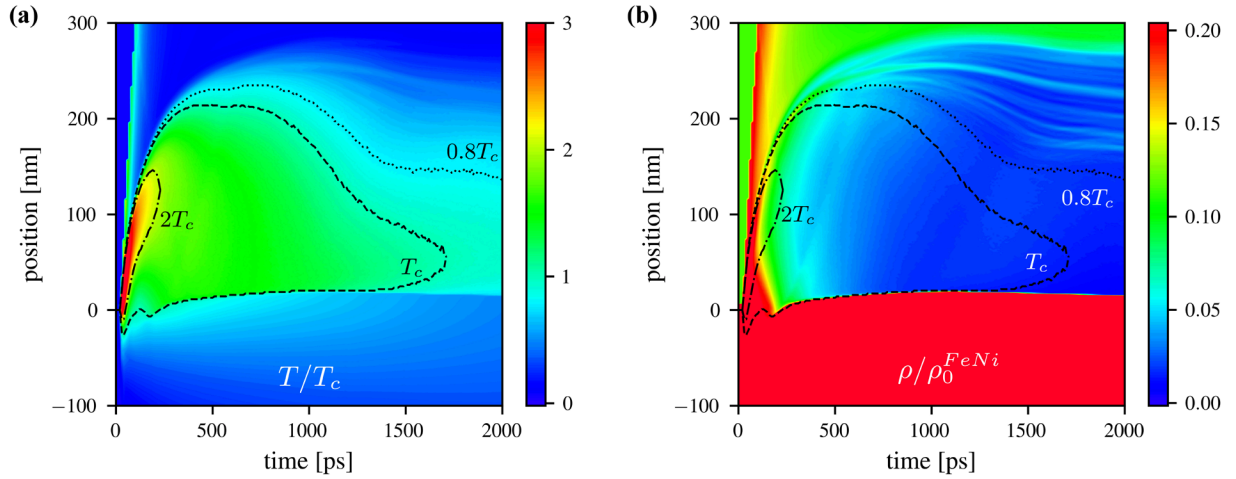 (a)
300
200
100
0
−100
position [nm]
0
500
1000
1500
2000
time [ps]
2T_c
T_c
0.8T_c
T/T_c
3
2
1
0
(b)
300
200
100
0
−100
position [nm]
0
500
1000
1500
2000
time [ps]
2T_c
T_c
0.8T_c
ρ/ρ_0^{FeNi}
0.20
0.15
0.10
0.05
0.00